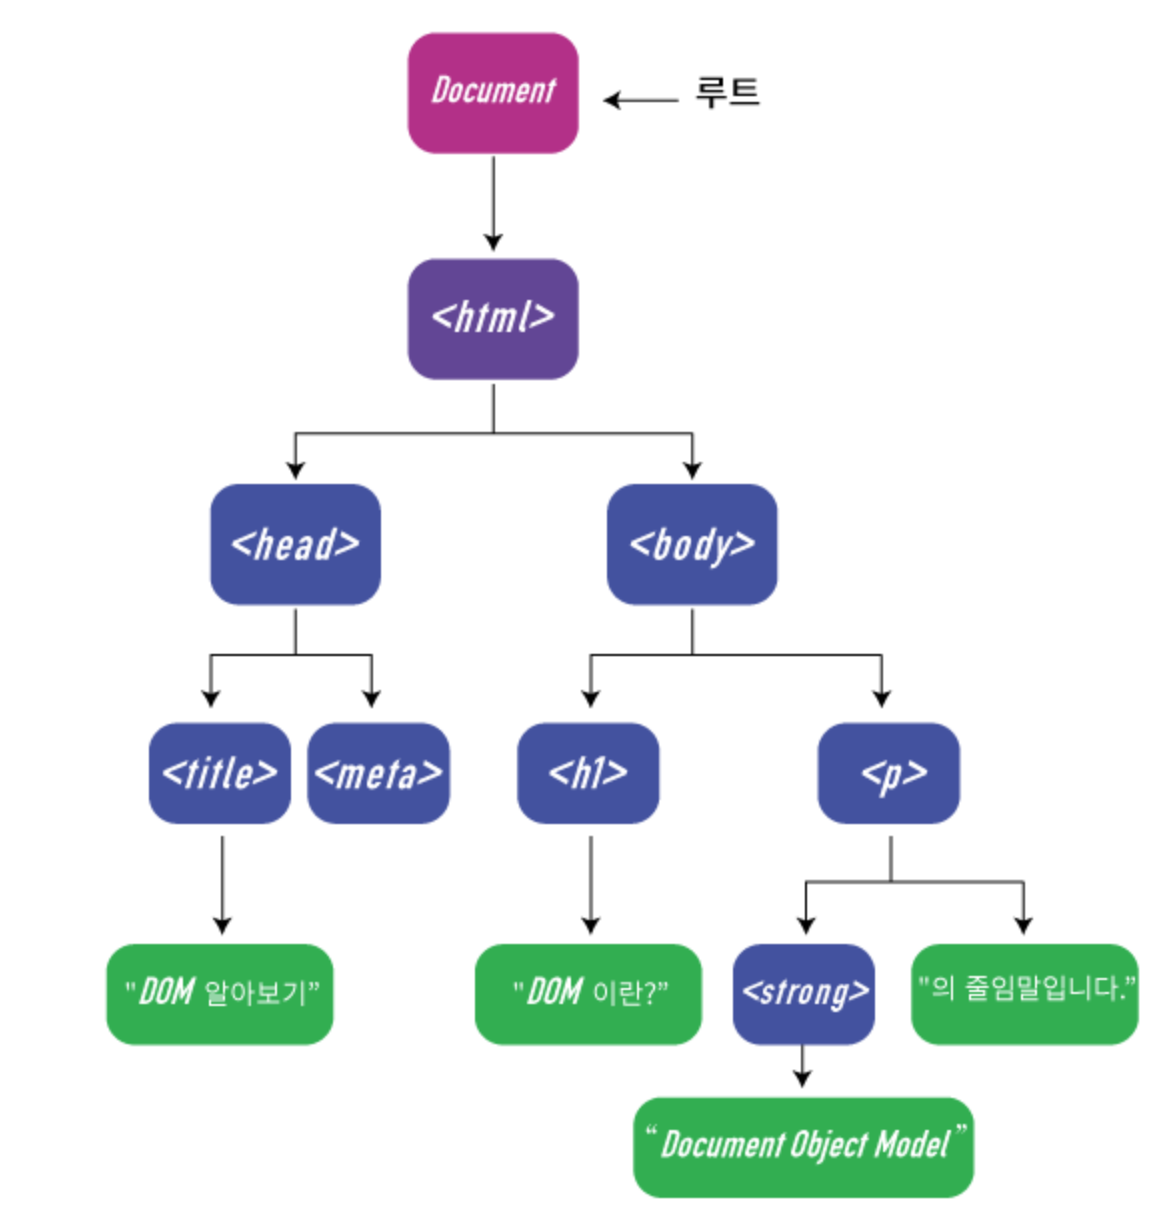 Document
루트
<html>
<head>
<body>
<title>
<meta>
<h1>
<p>
"DOM 알아보기”
"DOM 이란?”
<strong>
"의 줄임말입니다.”
“Document Object Model”